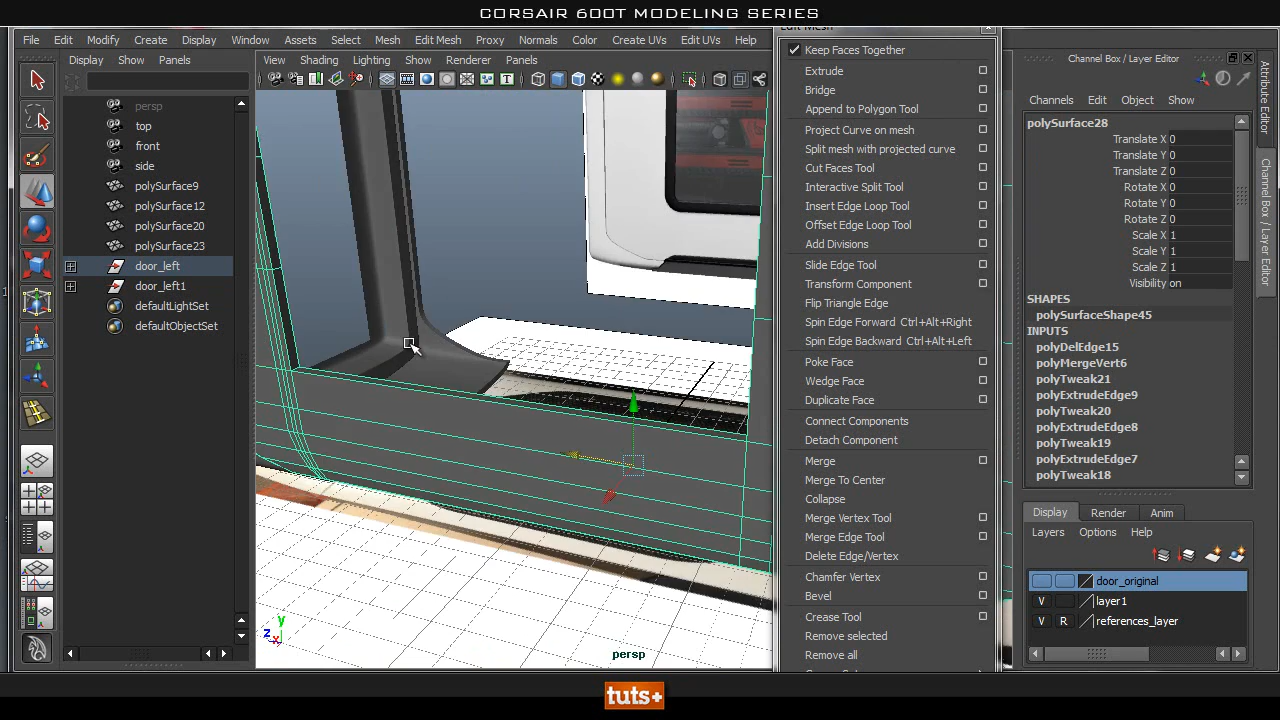 CORSAIR 600T MODELING SERIES
File Edit Modify Create Display Window Assets Select Mesh Edit Mesh Proxy Normals Color Create UVs Edit UVs Help
Display Show Panels
persp
top
front
side
polySurface9
polySurface12
polySurface20
polySurface23
door_left
door_left1
defaultLightSet
defaultObjectSet
View Shading Lighting Show Renderer Panels
y
z
x
persp
Edit Mesh
Keep Faces Together
Extrude
Bridge
Append to Polygon Tool
Project Curve on mesh
Split mesh with projected curve
Cut Faces Tool
Interactive Split Tool
Insert Edge Loop Tool
Offset Edge Loop Tool
Add Divisions
Slide Edge Tool
Transform Component
Flip Triangle Edge
Spin Edge Forward Ctrl+Alt+Right
Spin Edge Backward Ctrl+Alt+Left
Poke Face
Wedge Face
Duplicate Face
Connect Components
Detach Component
Merge
Merge To Center
Collapse
Merge Vertex Tool
Merge Edge Tool
Delete Edge/Vertex
Chamfer Vertex
Bevel
Crease Tool
Remove selected
Remove all
Channel Box / Layer Editor
Channels Edit Object Show
polySurface28
Translate X 0
Translate Y 0
Translate Z 0
Rotate X 0
Rotate Y 0
Rotate Z 0
Scale X 1
Scale Y 1
Scale Z 1
Visibility on
SHAPES
polySurfaceShape45
INPUTS
polyDelEdge15
polyMergeVert6
polyTweak21
polyExtrudeEdge9
polyTweak20
polyExtrudeEdge8
polyTweak19
polyExtrudeEdge7
polyTweak18
Display Render Anim
Layers Options Help
door_original
V layer1
V R references_layer
Attribute Editor
Channel Box / Layer Editor
tuts+